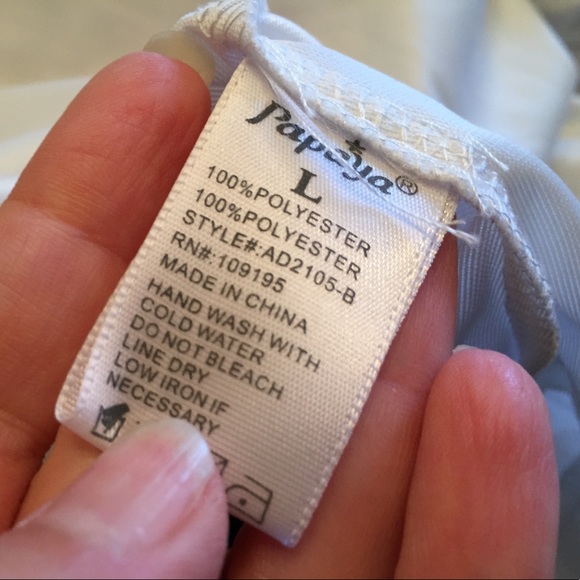 Papaya®
L
100%POLYESTER
100%POLYESTER
STYLE#:AD2105-B
RN#:109195
MADE IN CHINA
HAND WASH WITH
COLD WATER
DO NOT BLEACH
LINE DRY
LOW IRON IF
NECESSARY